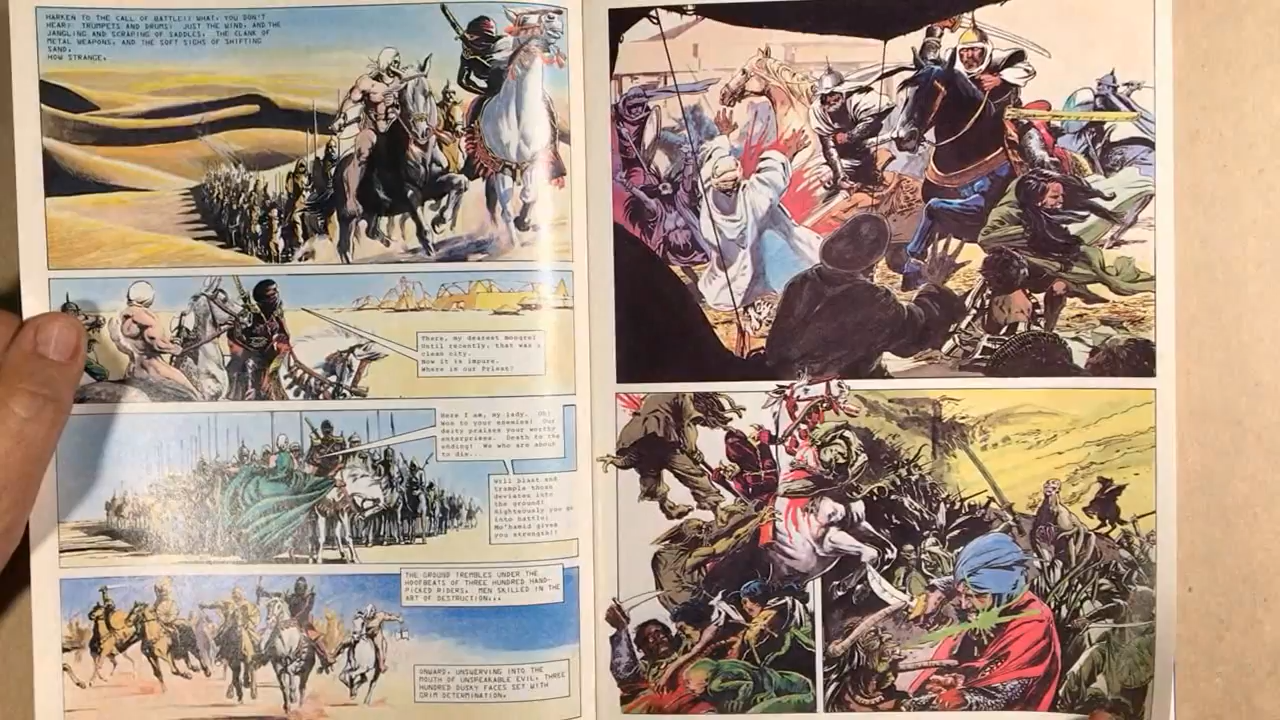 HARKEN TO THE CALL OF BATTLE!! WHAT, YOU DON'T
HEAR! TRUMPETS AND DRUMS! JUST THE WIND, AND THE
JANGLING AND SCRAPING OF SADDLES, THE CLANK OF
METAL WEAPONS, AND THE SOFT SIGHS OF SHIFTING
SAND.
HOW STRANGE.
There, my dearest Mongrel
Until recently, that was a
clean city.
Now it is impure.
Where is our Priest?
Here I am, my lady. Oh!
Woe to your enemies! Our
deity praises your worthy
enterprises. Death to the
ending! We who are about
to die...
We'll blast and
trample those
deviates into
the ground!
Righteously you go
into battle!
Mo'hamid gives
you strength!!
THE GROUND TREMBLES UNDER THE
HOOFBEATS OF THREE HUNDRED HAND-
PICKED RIDERS. MEN SKILLED IN THE
ART OF DESTRUCTION...
ONWARD, UNSWERVING INTO THE
MOUTH OF UNSPEAKABLE EVIL, THREE
HUNDRED DUSKY FACES SET WITH
GRIM DETERMINATION.